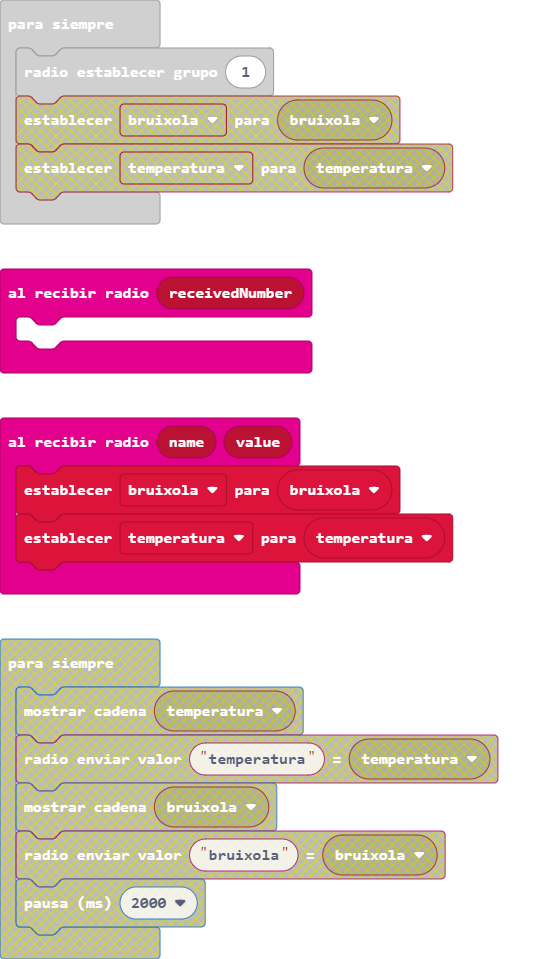 para siempre
radio establecer grupo 1
establecer bruixola para bruixola
establecer temperatura para temperatura
al recibir radio receivedNumber
al recibir radio name value
establecer bruixola para bruixola
establecer temperatura para temperatura
para siempre
mostrar cadena temperatura
radio enviar valor "temperatura" = temperatura
mostrar cadena bruixola
radio enviar valor "bruixola" = bruixola
pausa (ms) 2000